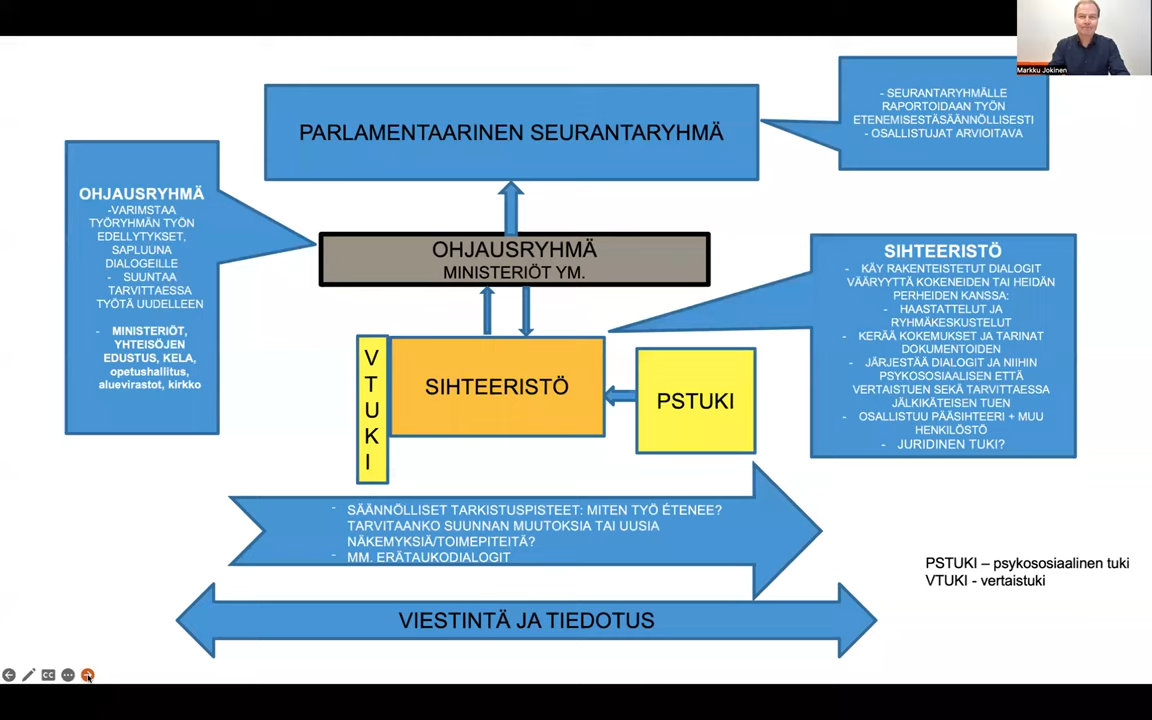 Markku Jokinen
PARLAMENTAARINEN SEURANTARYHMÄ
- SEURANTARYHMÄLLE
RAPORTOIDAAN TYÖN
ETENEMISESTÄSÄÄNNÖLLISESTI
- OSALLISTUJAT ARVIOITAVA
OHJAUSRYHMÄ
-VARIMSTAA
TYÖRYHMÄN TYÖN
EDELLYTYKSET,
SAPLUUNA
DIALOGEILLE
- SUUNTAA
TARVITTAESSA
TYÖTÄ UUDELLEEN
- MINISTERIÖT,
YHTEISÖJEN
EDUSTUS, KELA,
opetushallitus,
aluevirastot, kirkko
OHJAUSRYHMÄ
MINISTERIÖT YM.
SIHTEERISTÖ
- KÄY RAKENTEISTETUT DIALOGIT
VÄÄRYYTTÄ KOKENEIDEN TAI HEIDÄN
PERHEIDEN KANSSA:
- HAASTATTELUT JA
RYHMÄKESKUSTELUT
- KERÄÄ KOKEMUKSET JA TARINAT
DOKUMENTOIDEN
- JÄRJESTÄÄ DIALOGIT JA NIIHIN
PSYKOSOSIAALISEN ETTÄ
VERTAISTUEN SEKÄ TARVITTAESSA
JÄLKIKÄTEISEN TUEN
- OSALLISTUU PÄÄSIHTEERI + MUU
HENKILÖSTÖ
- JURIDINEN TUKI?
V
T
U
K
I
SIHTEERISTÖ
PSTUKI
- SÄÄNNÖLLISET TARKISTUSPISTEET: MITEN TYÖ ÉTENEE?
TARVITAANKO SUUNNAN MUUTOKSIA TAI UUSIA
NÄKEMYKSIÄ/TOIMEPITEITÄ?
- MM. ERÄTAUKODIALOGIT
PSTUKI – psykososiaalinen tuki
VTUKI - vertaistuki
VIESTINTÄ JA TIEDOTUS
CC